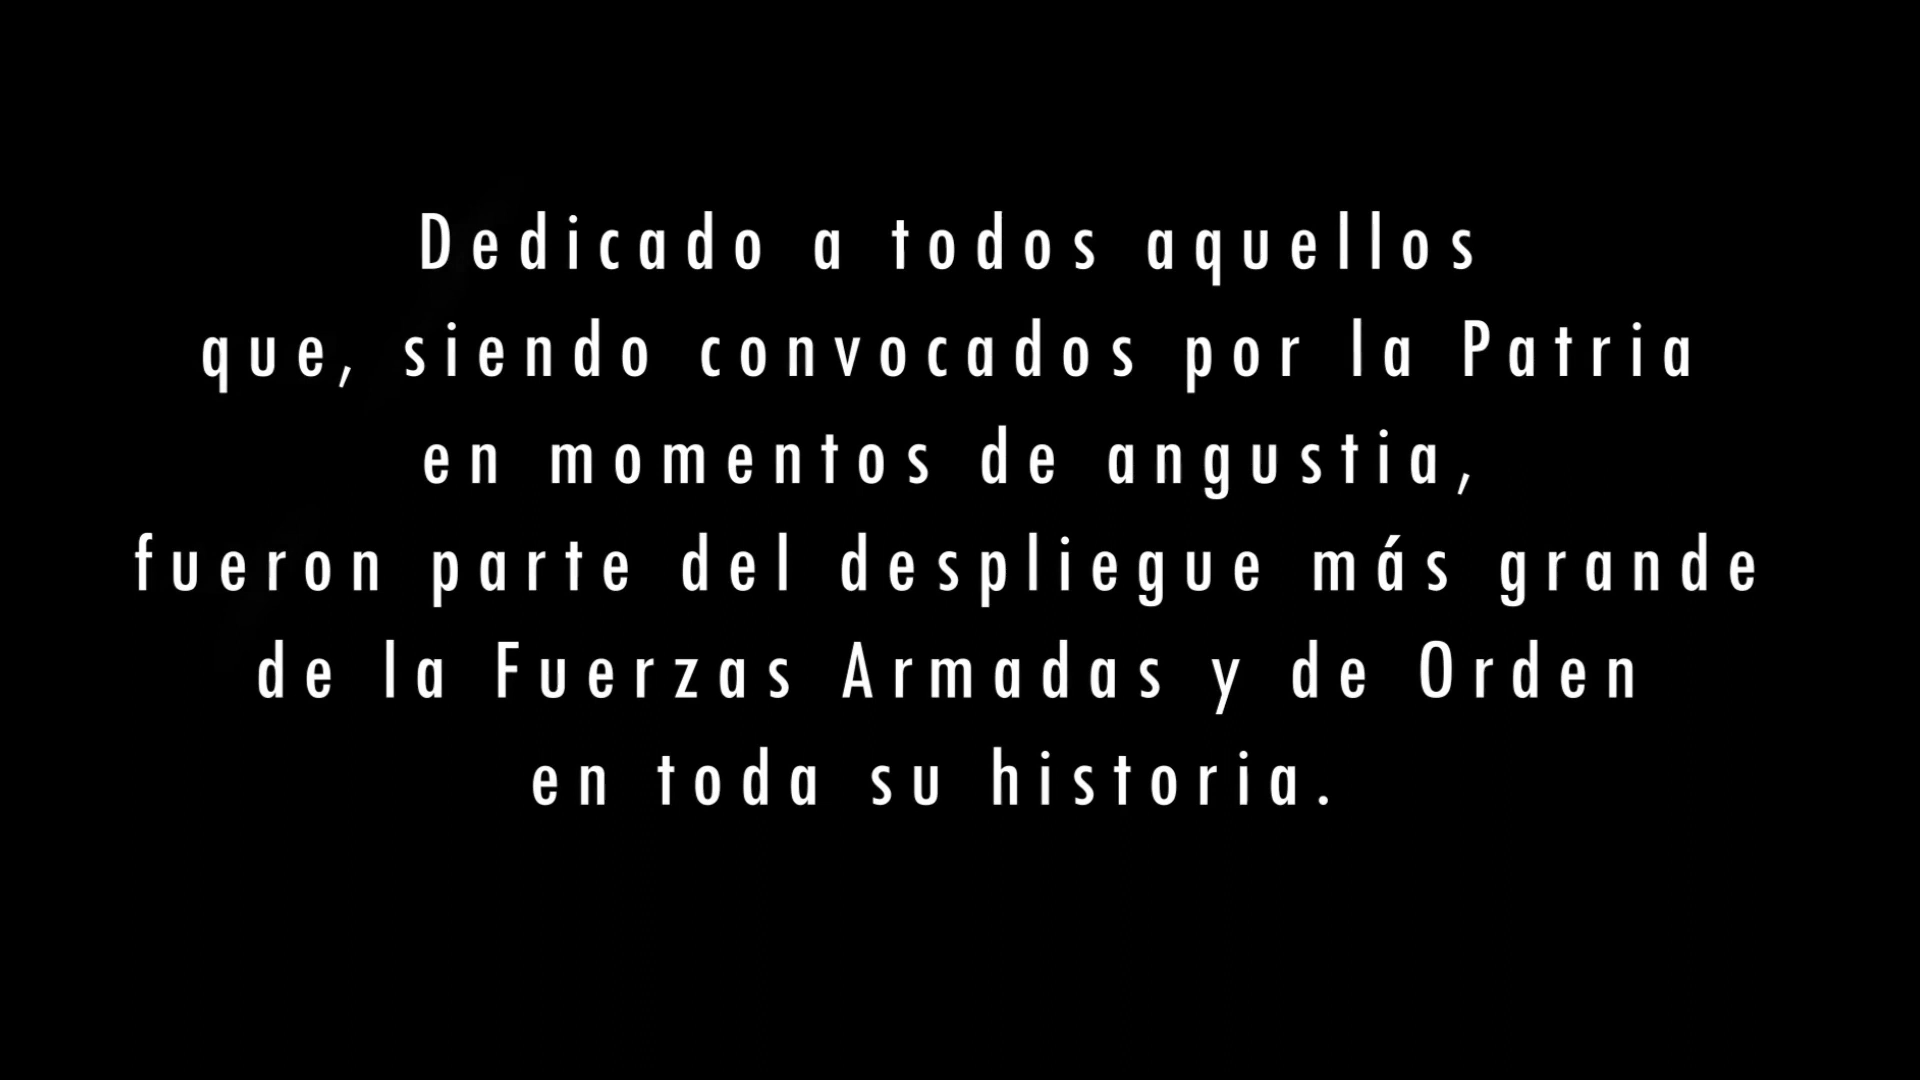 Dedicado a todos aquellos
que, siendo convocados por la Patria
en momentos de angustia,
fueron parte del despliegue más grande
de la Fuerzas Armadas y de Orden
en toda su historia.